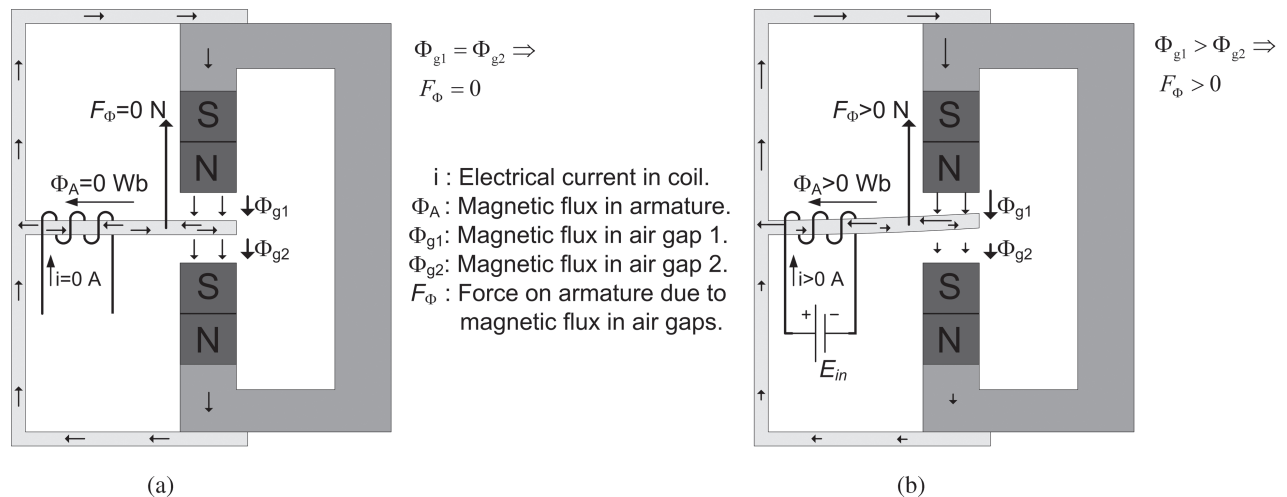 Φg1 = Φg2 ⇒
FΦ = 0
FΦ=0 N
S
N
ΦA=0 Wb
Φg1
Φg2
i=0 A
S
N
i : Electrical current in coil.
ΦA : Magnetic flux in armature.
Φg1: Magnetic flux in air gap 1.
Φg2: Magnetic flux in air gap 2.
FΦ : Force on armature due to
magnetic flux in air gaps.
Φg1 > Φg2 ⇒
FΦ > 0
FΦ>0 N
S
N
ΦA>0 Wb
Φg1
Φg2
i>0 A
S
N
+ −
Ein
(a)
(b)